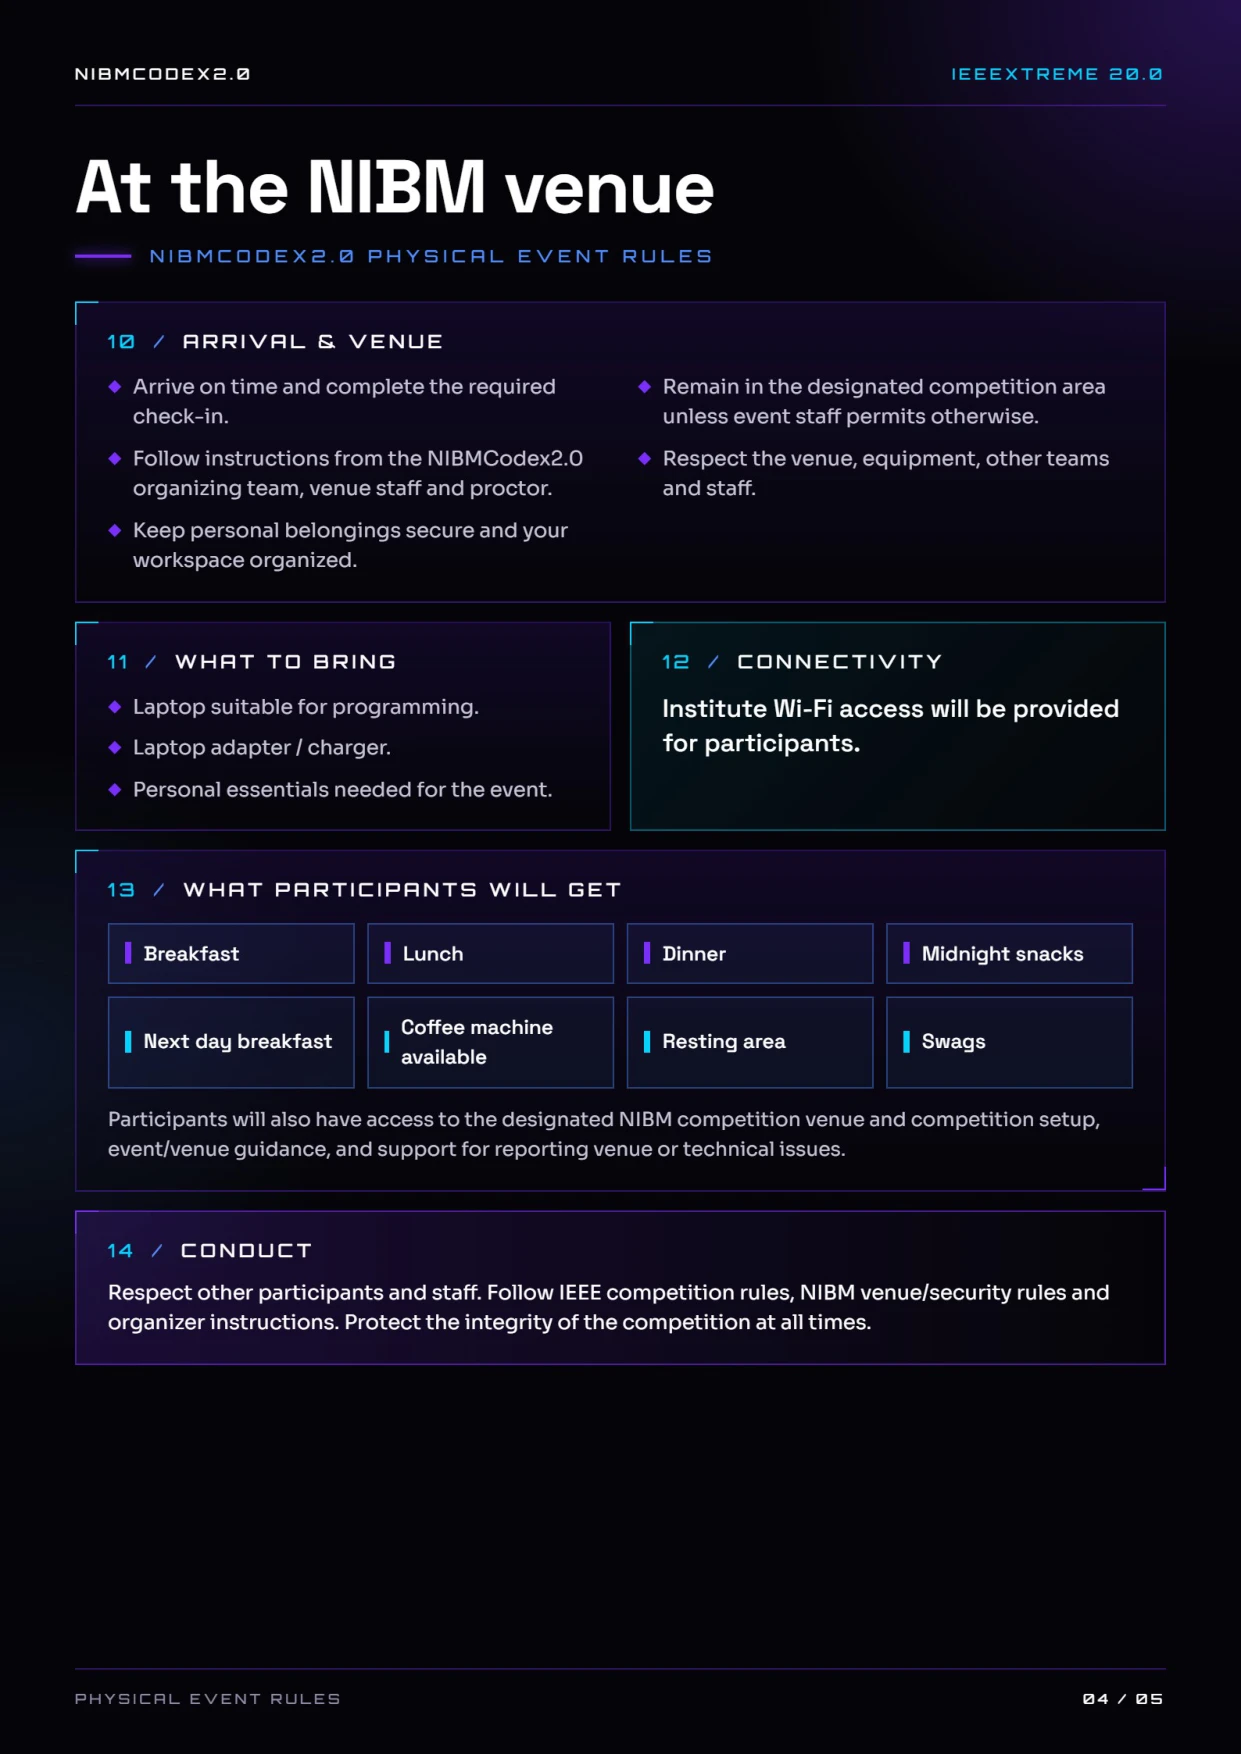 NIBMCODEX2.0
IEEEXTREME 20.0
At the NIBM venue
NIBMCODEX2.0 PHYSICAL EVENT RULES
10 / ARRIVAL & VENUE
Arrive on time and complete the required
check-in.
Follow instructions from the NIBMCodex2.0
organizing team, venue staff and proctor.
Keep personal belongings secure and your
workspace organized.
Remain in the designated competition area
unless event staff permits otherwise.
Respect the venue, equipment, other teams
and staff.
11 / WHAT TO BRING
Laptop suitable for programming.
Laptop adapter / charger.
Personal essentials needed for the event.
12 / CONNECTIVITY
Institute Wi-Fi access will be provided
for participants.
13 / WHAT PARTICIPANTS WILL GET
Breakfast
Lunch
Dinner
Midnight snacks
Next day breakfast
Coffee machine
available
Resting area
Swags
Participants will also have access to the designated NIBM competition venue and competition setup,
event/venue guidance, and support for reporting venue or technical issues.
14 / CONDUCT
Respect other participants and staff. Follow IEEE competition rules, NIBM venue/security rules and
organizer instructions. Protect the integrity of the competition at all times.
PHYSICAL EVENT RULES
04 / 05